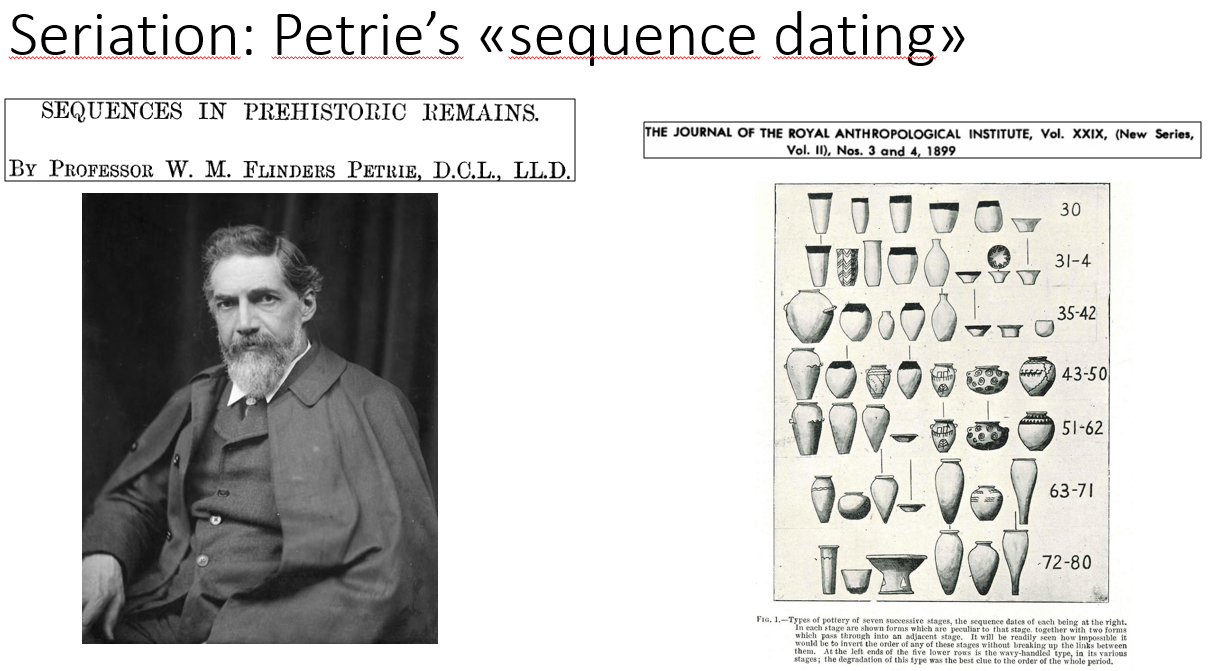 Seriation: Petrie's «sequence dating»
SEQUENCES IN PREHISTORIC REMAINS.
BY PROFESSOR W. M. FLINDERS PETRIE, D.C.L., LL.D.
THE JOURNAL OF THE ROYAL ANTHROPOLOGICAL INSTITUTE, Vol. XXIX, (New Series,
Vol. II), Nos. 3 and 4, 1899
30
31-4
35-42
43-50
51-62
63-71
72-80
FIG. 1.—Types of pottery of seven successive stages, the sequence dates of each being at the right.
In each stage are shown forms which are peculiar to that stage, together with two forms
which pass through into an adjacent stage. It will be readily seen how impossible it
would be to invert the order of any of these stages without breaking up the links between
them. At the left ends of the five lower rows is the wavy-handled type, in its various
stages; the degradation of this type was the best clue to the order of the whole period.